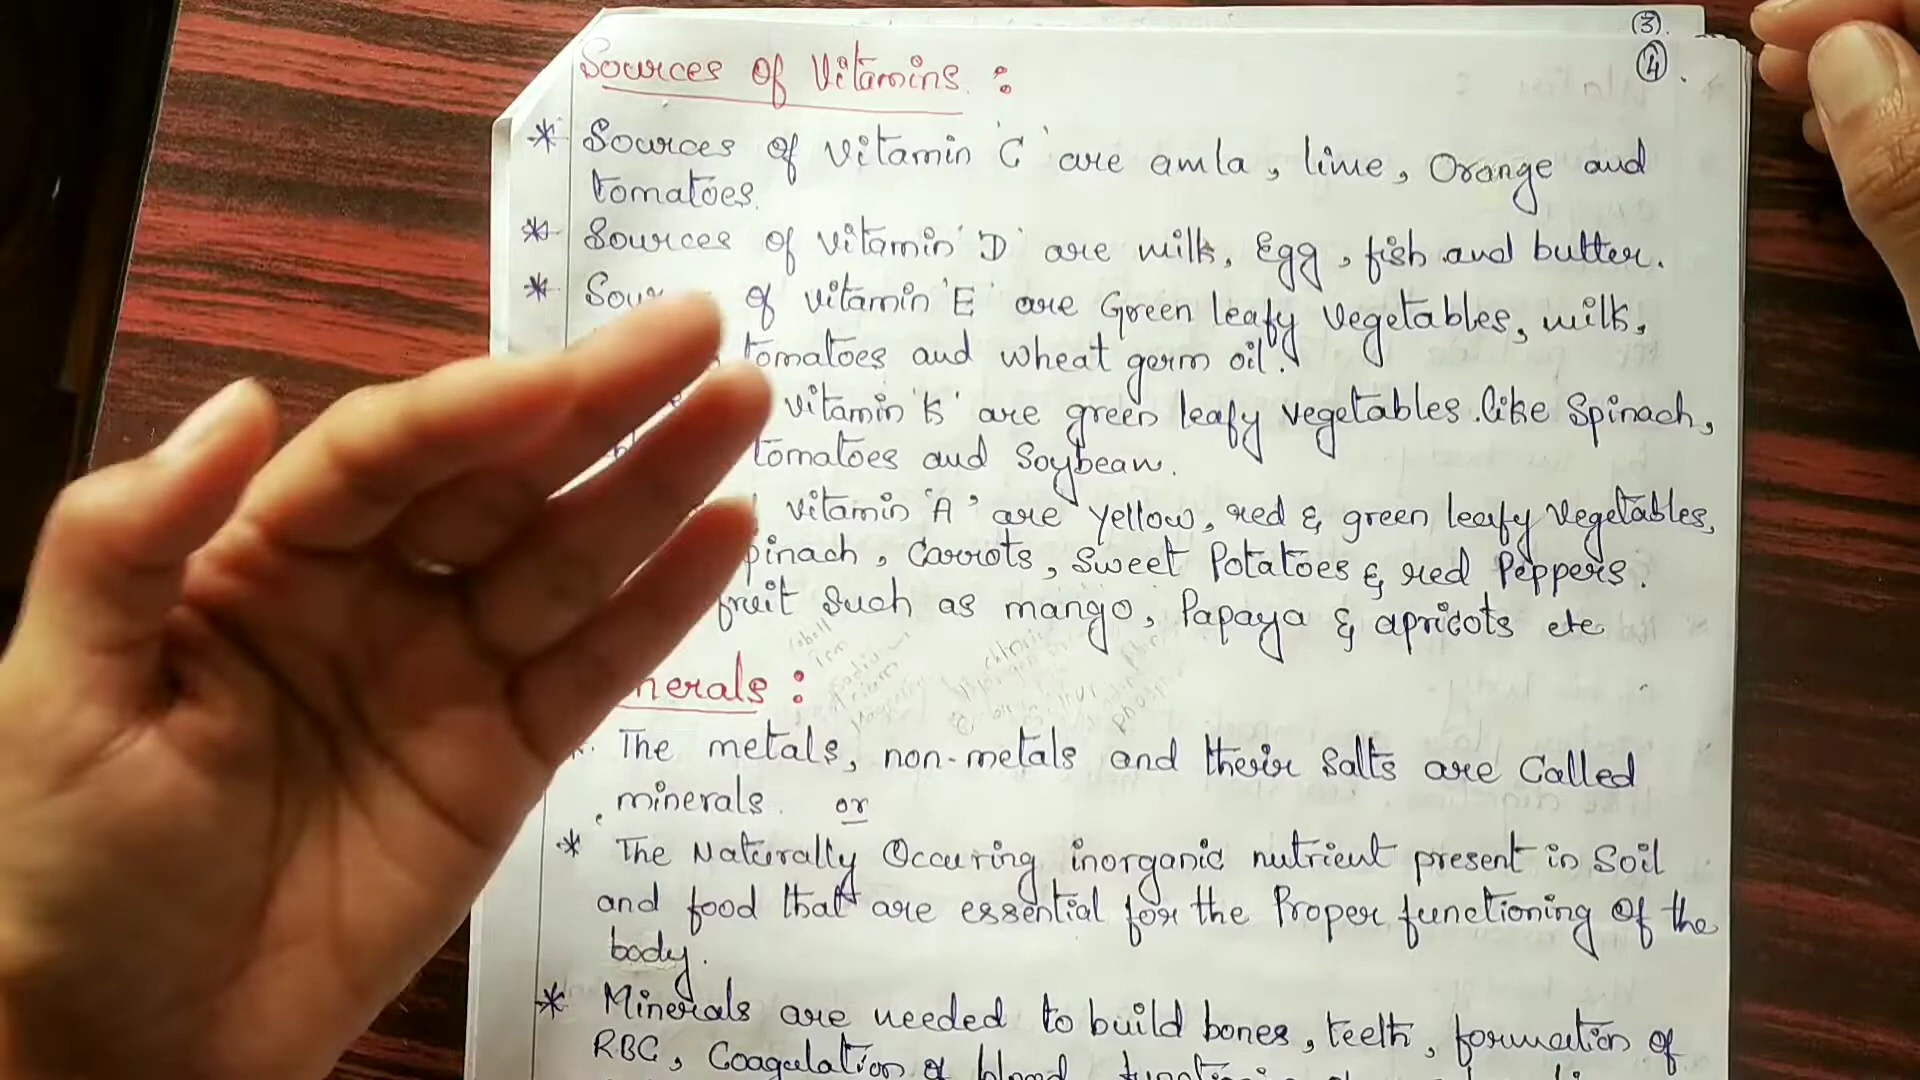 (3).
(4).
Sources of Vitamins :
* Sources of vitamin 'C' are amla, lime, Orange and
tomatoes.
* Sources of vitamin 'D' are milk, Egg, fish and butter.
* of vitamin 'E' are Green leafy vegetables, milk,
tomatoes and wheat germ oil.
vitamin 'K' are green leafy vegetables like Spinach,
tomatoes and Soybean.
vitamin 'A' are yellow, red & green leafy vegetables,
pinach, Carrots, Sweet Potatoes & red Peppers.
fruit such as mango, Papaya & apricots etc
nerals :
The metals, non-metals and their Salts are Called
minerals. or
* The Naturally Occuring inorganic nutrient present in Soil
and food that are essential for the Proper functioning of the
body.
* Minerals are needed to build bones, teeth, formation of
RBC, Coagulation of blood,